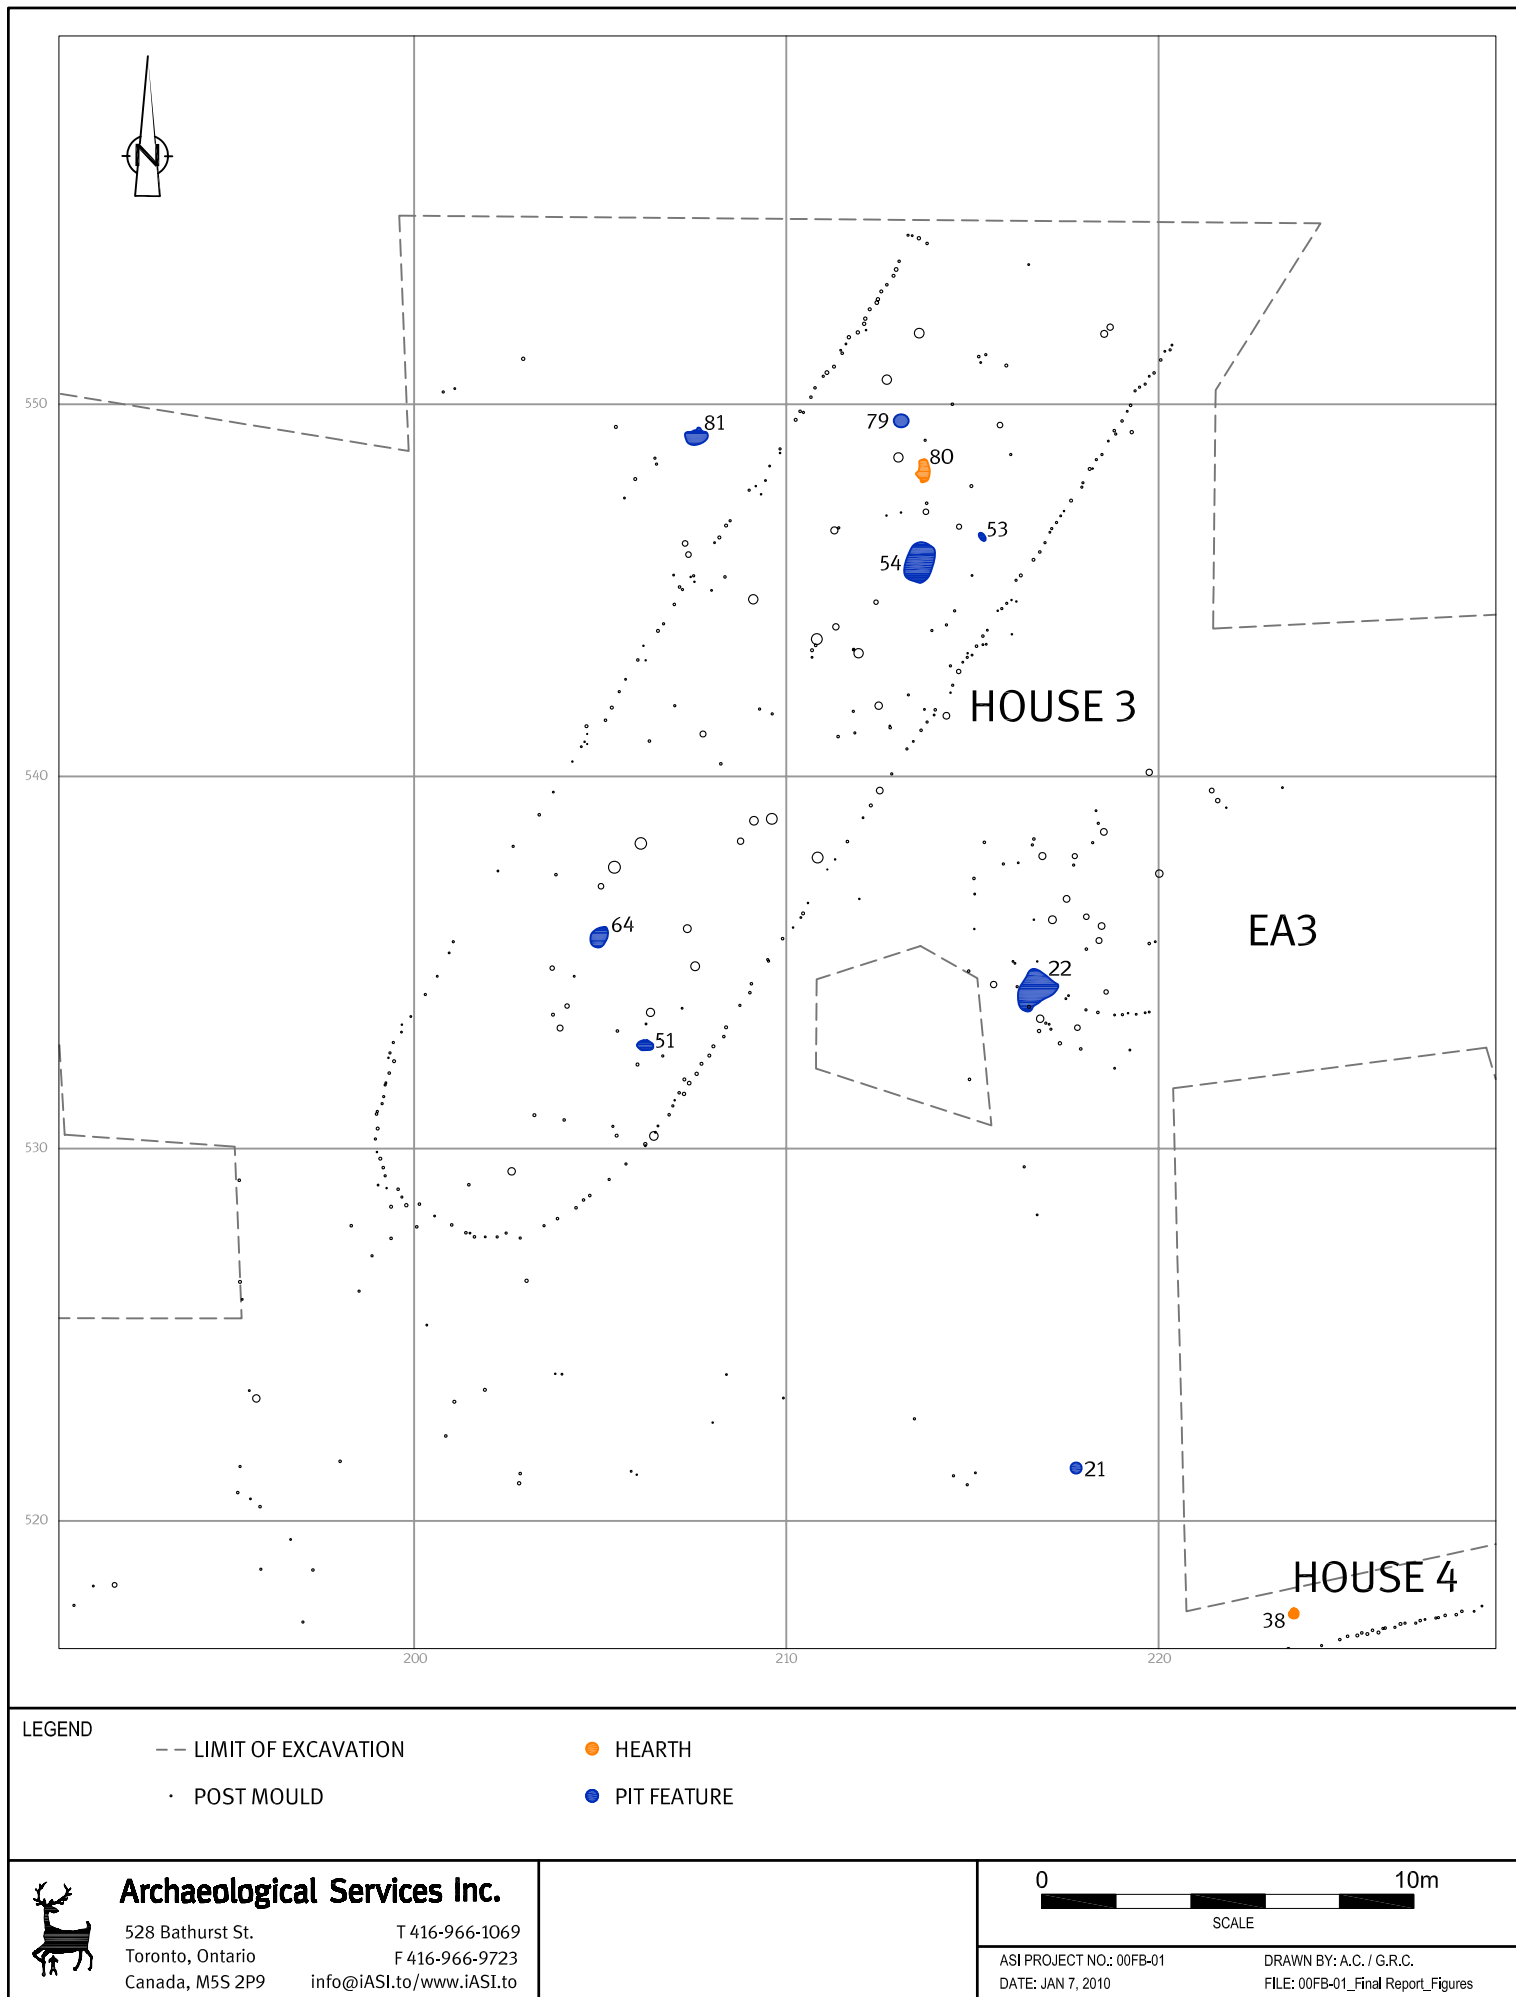 N
550
81
79
80
53
54
HOUSE 3
540
64
EA3
22
51
530
21
520
HOUSE 4
38
200 210 220
LEGEND
LIMIT OF EXCAVATION
HEARTH
POST MOULD
PIT FEATURE
Archaeological Services Inc.
528 Bathurst St. T 416-966-1069
Toronto, Ontario F 416-966-9723
Canada, M5S 2P9 info@iASI.to/www.iASI.to
0 10m
SCALE
ASI PROJECT NO.: 00FB-01 DRAWN BY: A.C. / G.R.C.
DATE: JAN 7, 2010 FILE: 00FB-01_Final Report_Figures